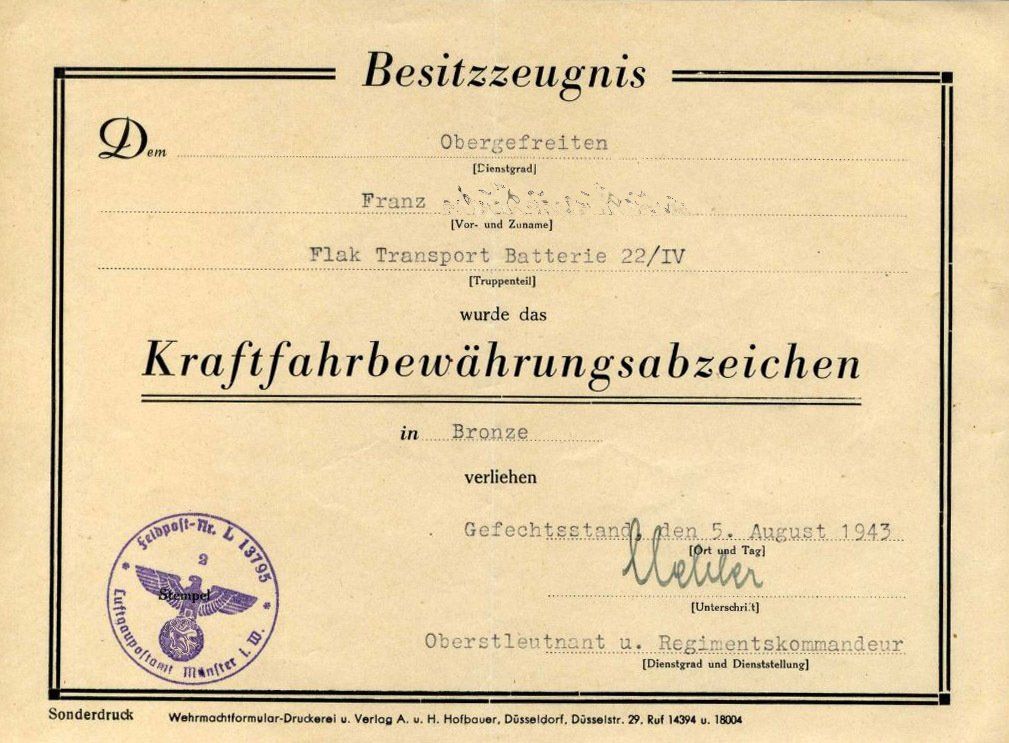 Besitzzeugnis
Dem Obergefreiten
[Dienstgrad]
Franz
[Vor- und Zuname]
Flak Transport Batterie 22/IV
[Truppenteil]
wurde das
Kraftfahrbewährungsabzeichen
in Bronze
verliehen
Gefechtsstand, den 5. August 1943
[Ort und Tag]
[Unterschrift]
Oberstleutnant u. Regimentskommandeur
[Dienstgrad und Dienststellung]
Feldpost-Nr. L 13795
2
Stempel
Luftgaupostamt Münster i. W.
Sonderdruck
Wehrmachtformular-Druckerei u. Verlag A. u. H. Hofbauer, Düsseldorf, Düsselstr. 29. Ruf 14394 u. 18004